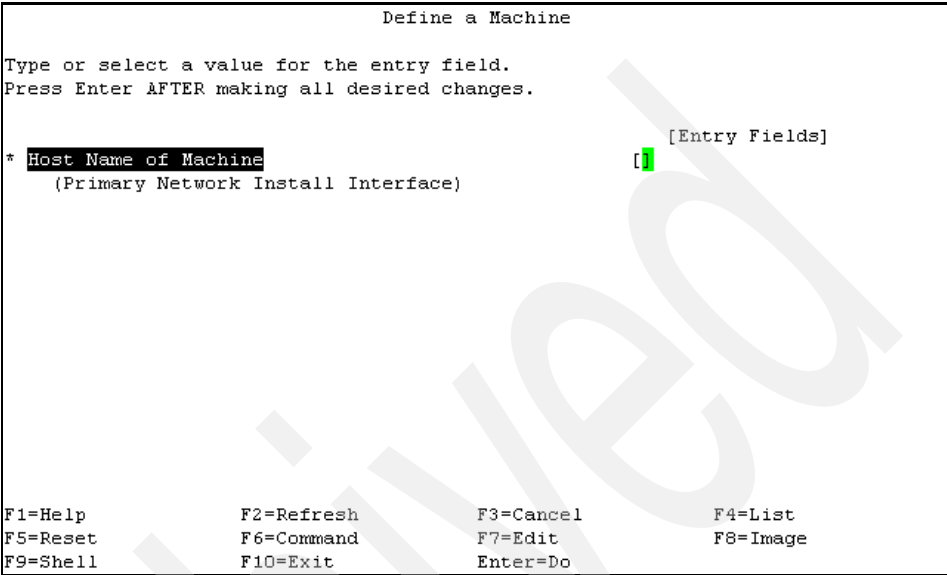 Define a Machine
Type or select a value for the entry field.
Press Enter AFTER making all desired changes.
[Entry Fields]
* Host Name of Machine []
(Primary Network Install Interface)
F1=Help F2=Refresh F3=Cancel F4=List
F5=Reset F6=Command F7=Edit F8=Image
F9=Shell F10=Exit Enter=Do